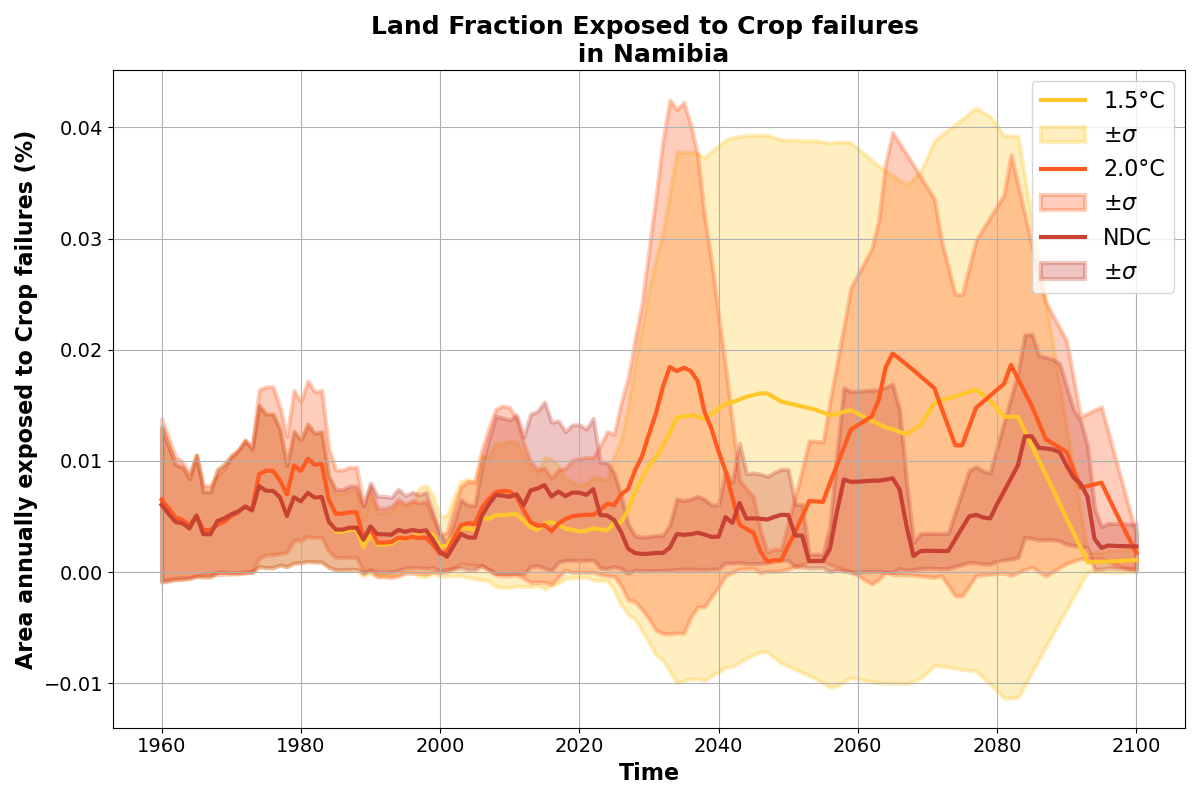 Land Fraction Exposed to Crop failures
in Namibia
Area annually exposed to Crop failures (%)
0.04
0.03
0.02
0.01
0.00
−0.01
1.5°C
±σ
2.0°C
±σ
NDC
±σ
1960 1980 2000 2020 2040 2060 2080 2100
Time